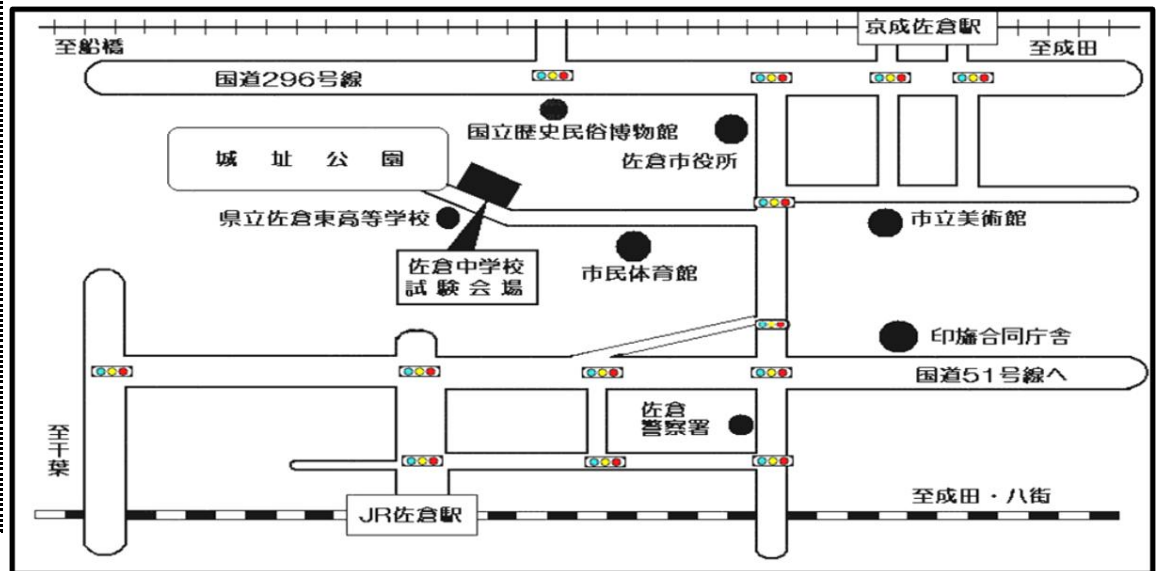 京成佐倉駅
至船橋
至成田
国道296号線
国立歴史民俗博物館
佐倉市役所
城址公園
県立佐倉東高等学校
市立美術館
佐倉中学校
試験会場
市民体育館
印旛合同庁舎
国道51号線へ
佐倉
警察署
至千葉
至成田・八街
JR佐倉駅